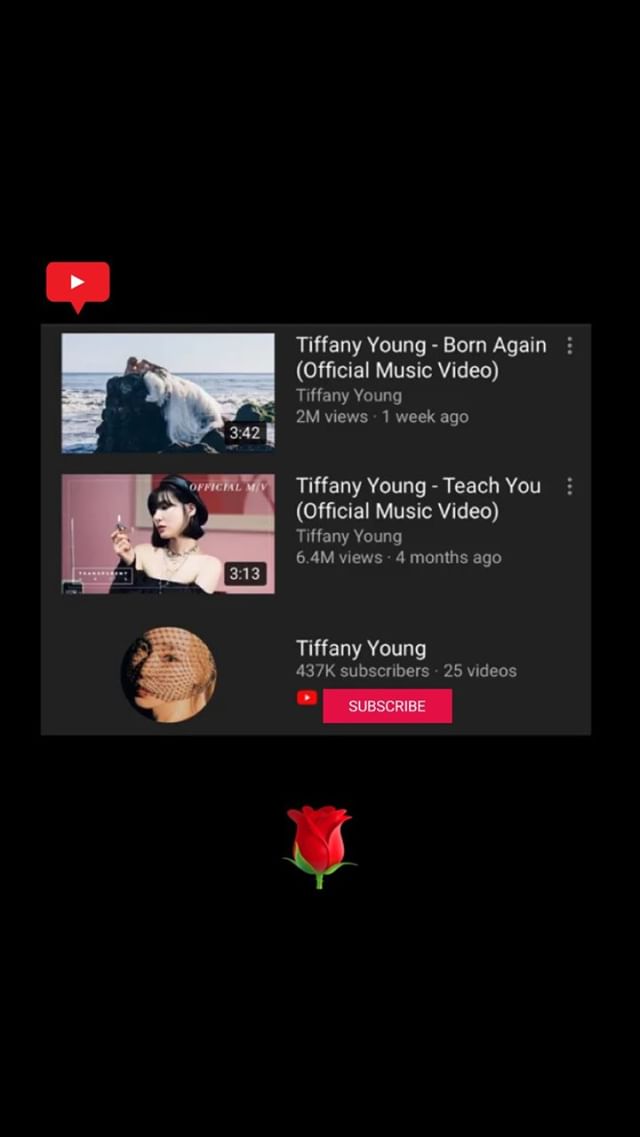 Tiffany Young - Born Again
(Official Music Video)
Tiffany Young
2M views · 1 week ago
3:42
OFFICIAL M/V
Tiffany Young - Teach You
(Official Music Video)
Tiffany Young
6.4M views · 4 months ago
TRANSPARENT
3:13
Tiffany Young
437K subscribers · 25 videos
SUBSCRIBE